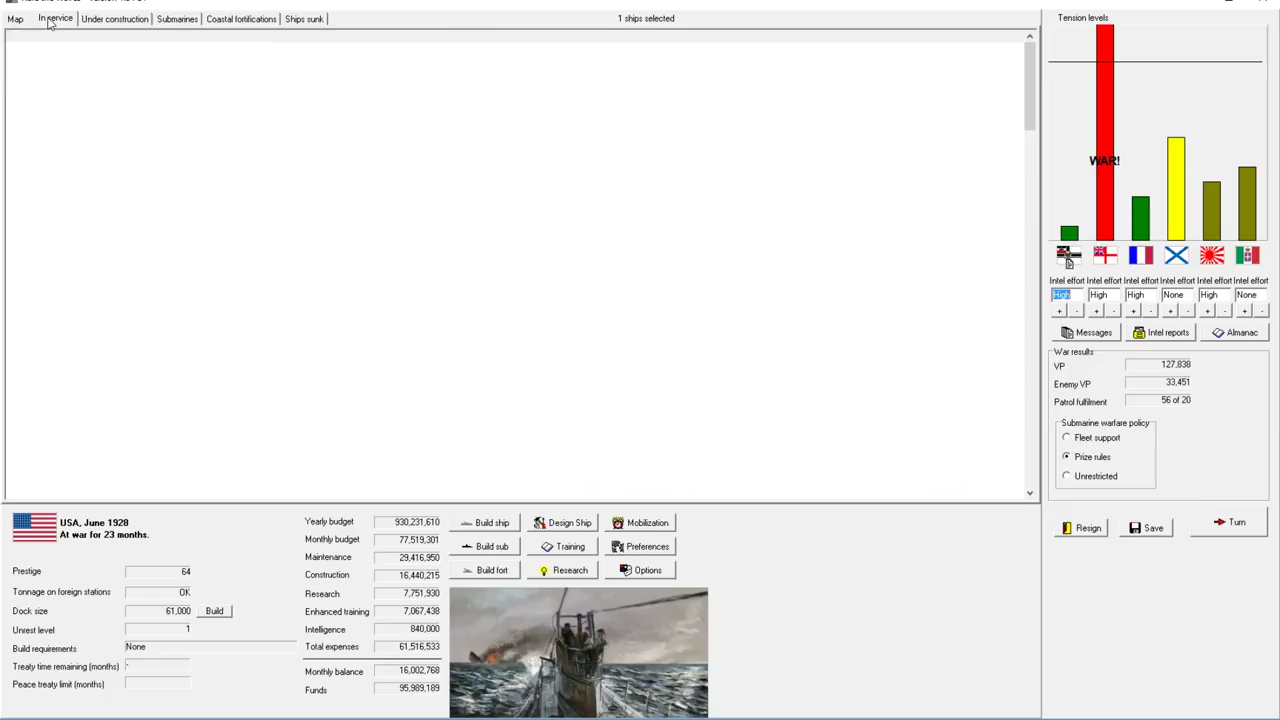 Map In service Under construction Submarines Coastal fortifications Ships sunk 1 ships selected
Tension levels
WAR!
Intel effort Intel effort Intel effort Intel effort Intel effort Intel effort
High High High None High None
+ - + - + - + - + - + -
Messages Intel reports Almanac
War results
VP 127,838
Enemy VP 33,451
Patrol fulfilment 56 of 20
Submarine warfare policy
Fleet support
Prize rules
Unrestricted
Resign Save Turn
USA, June 1928
At war for 23 months.
Prestige 64
Tonnage on foreign stations OK
Dock size 61,000 Build
Unrest level 1
Build requirements None
Treaty time remaining (months) -
Peace treaty limit (months)
Yearly budget 930,231,610
Monthly budget 77,519,301
Maintenance 29,416,950
Construction 16,440,215
Research 7,751,930
Enhanced training 7,067,438
Intelligence 840,000
Total expenses 61,516,533
Monthly balance 16,002,768
Funds 95,989,189
Build ship Design Ship Mobilization
Build sub Training Preferences
Build fort Research Options